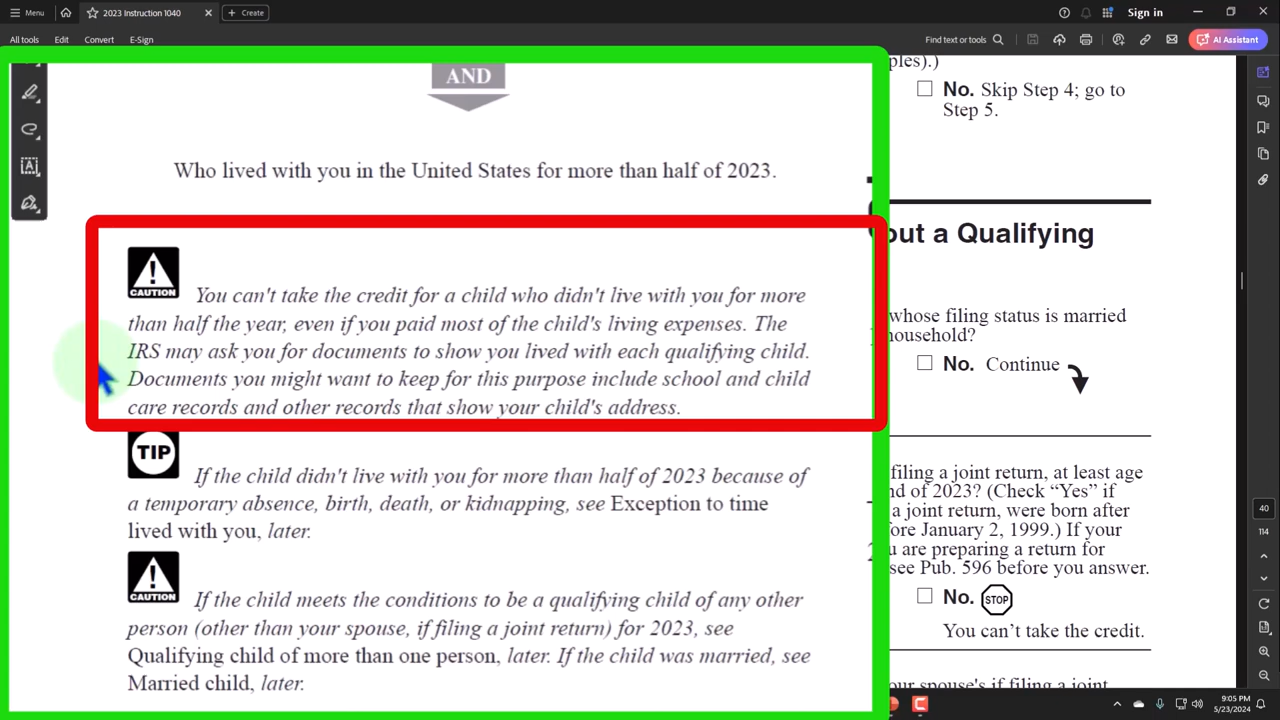 Menu
2023 Instruction 1040
Create
Sign in
All tools
Edit
Convert
E-Sign
Find text or tools
AI Assistant
AND
Who lived with you in the United States for more than half of 2023.
CAUTION
You can't take the credit for a child who didn't live with you for more
than half the year, even if you paid most of the child's living expenses. The
IRS may ask you for documents to show you lived with each qualifying child.
Documents you might want to keep for this purpose include school and child
care records and other records that show your child's address.
TIP
If the child didn't live with you for more than half of 2023 because of
a temporary absence, birth, death, or kidnapping, see Exception to time
lived with you, later.
CAUTION
If the child meets the conditions to be a qualifying child of any other
person (other than your spouse, if filing a joint return) for 2023, see
Qualifying child of more than one person, later. If the child was married, see
Married child, later.
No. Skip Step 4; go to
Step 5.
a Qualifying
whose filing status is married
No. Continue
filing a joint return, at least age
of 2023? (Check “Yes” if
a joint return, were born after
January 2, 1999.) If your
are preparing a return for
see Pub. 596 before you answer.
No. STOP
You can’t take the credit.
spouse's if filing a joint
40
114
9:05 PM
5/23/2024